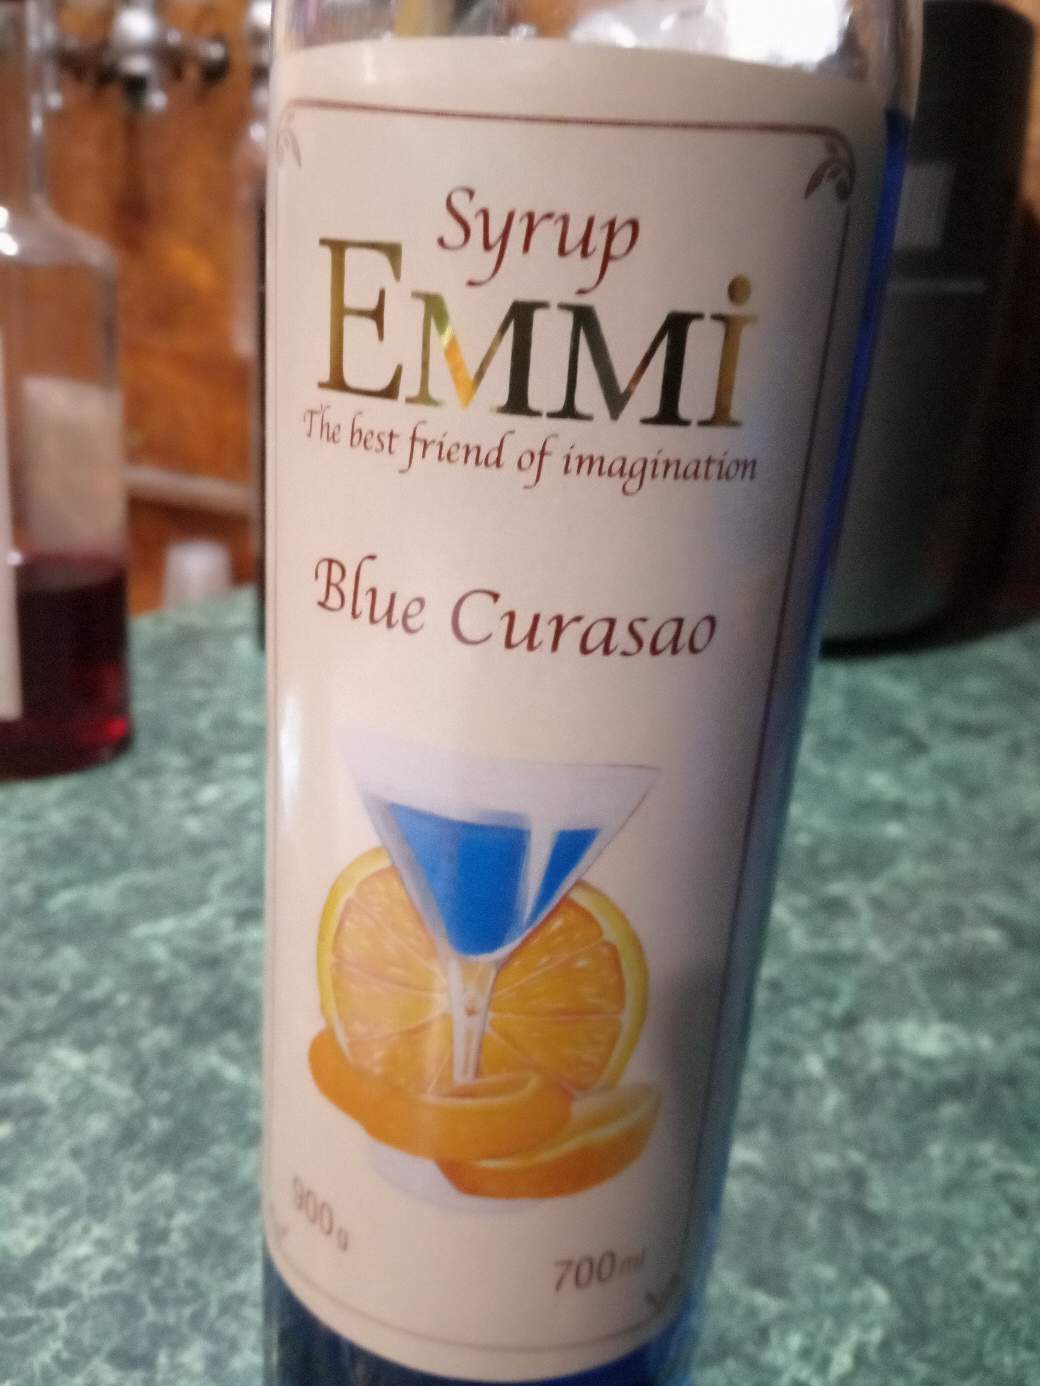 Syrup
EMMi
The best friend of imagination
Blue Curasao
900 g
700 ml